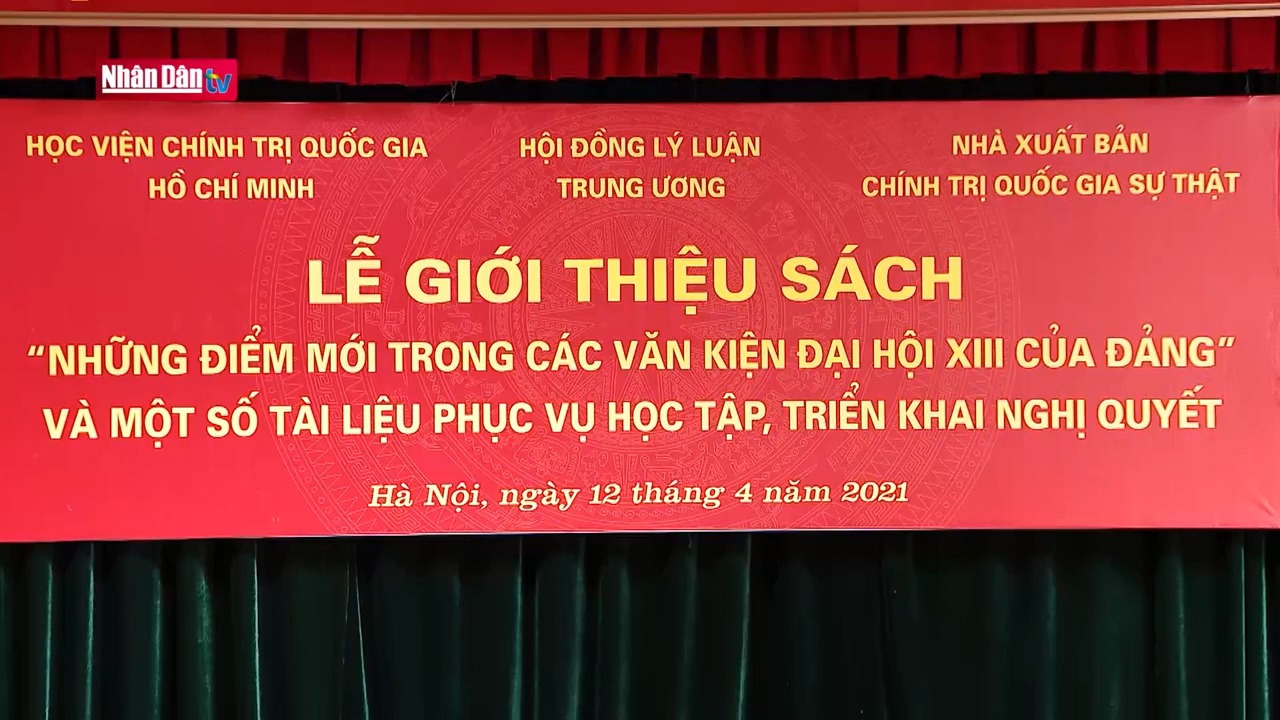 Nhân Dân tv
HỌC VIỆN CHÍNH TRỊ QUỐC GIA
HỒ CHÍ MINH
HỘI ĐỒNG LÝ LUẬN
TRUNG ƯƠNG
NHÀ XUẤT BẢN
CHÍNH TRỊ QUỐC GIA SỰ THẬT
LỄ GIỚI THIỆU SÁCH
“NHỮNG ĐIỂM MỚI TRONG CÁC VĂN KIỆN ĐẠI HỘI XIII CỦA ĐẢNG”
VÀ MỘT SỐ TÀI LIỆU PHỤC VỤ HỌC TẬP, TRIỂN KHAI NGHỊ QUYẾT
Hà Nội, ngày 12 tháng 4 năm 2021